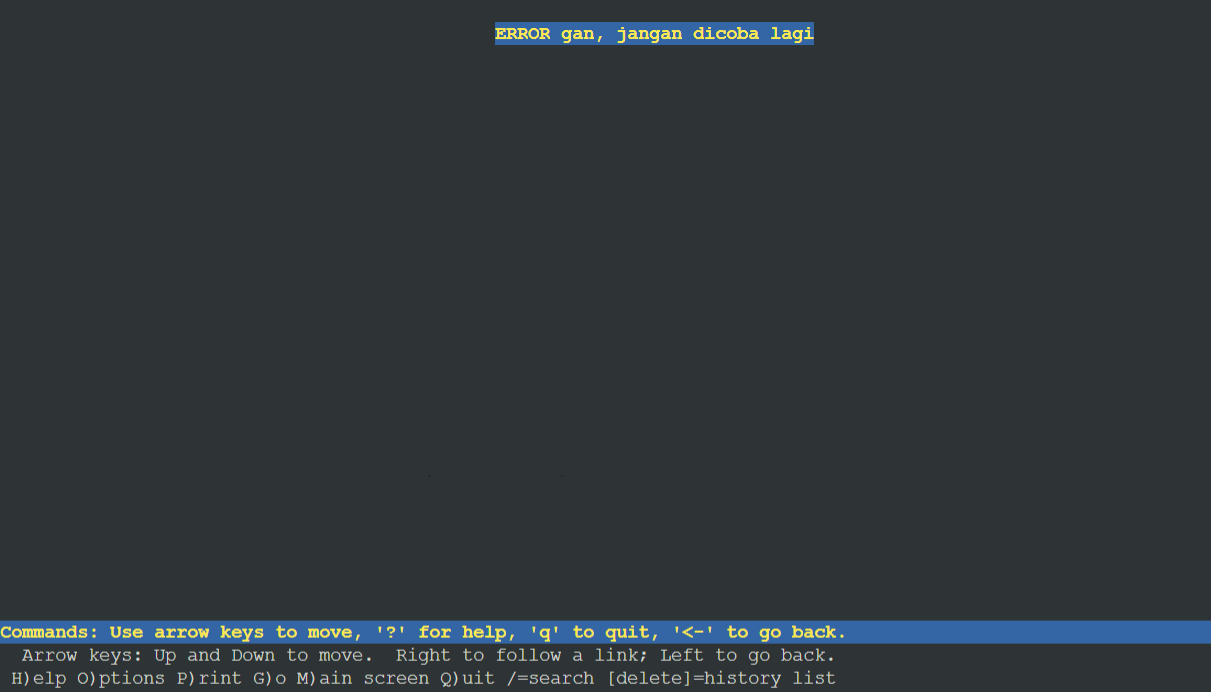 ERROR gan, jangan dicoba lagi
Commands: Use arrow keys to move, '?' for help, 'q' to quit, '<-' to go back.
Arrow keys: Up and Down to move.  Right to follow a link; Left to go back.
H)elp O)ptions P)rint G)o M)ain screen Q)uit /=search [delete]=history list